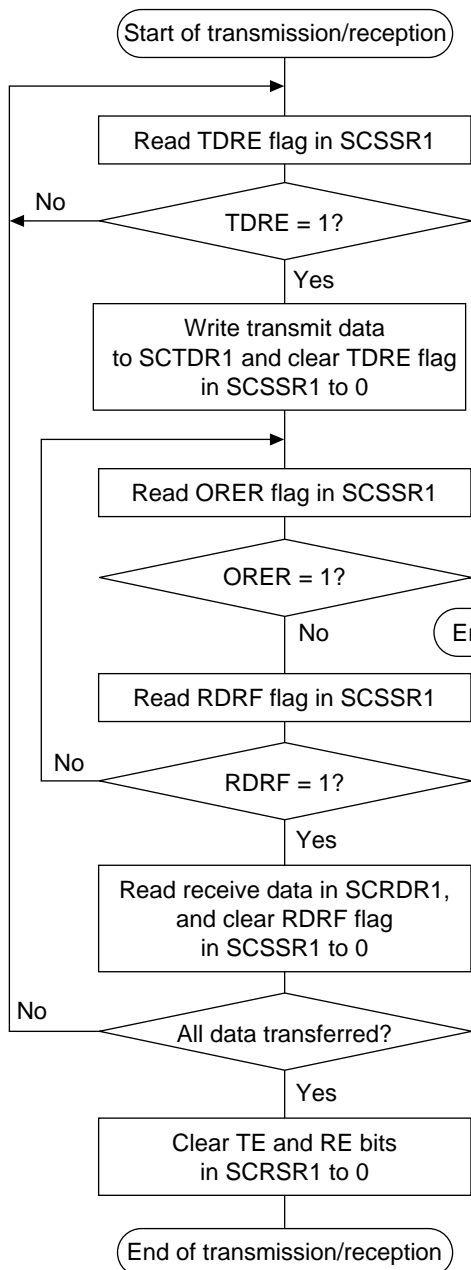 Start of transmission/reception
Read TDRE flag in SCSSR1
No
TDRE = 1?
Yes
Write transmit data
to SCTDR1 and clear TDRE flag
in SCSSR1 to 0
Read ORER flag in SCSSR1
ORER = 1?
No
Read RDRF flag in SCSSR1
No
RDRF = 1?
Yes
Read receive data in SCRDR1,
and clear RDRF flag
in SCSSR1 to 0
No
All data transferred?
Yes
Clear TE and RE bits
in SCRSR1 to 0
End of transmission/reception